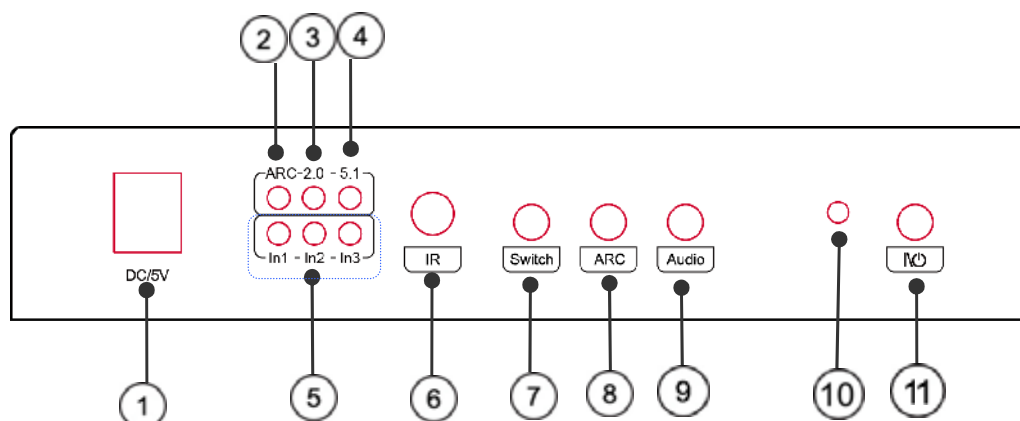 2 3 4
ARC-2.0 -5.1
In1 - In2 - In3
DC/5V
IR
Switch
ARC
Audio
1
5
6
7
8
9
10
11